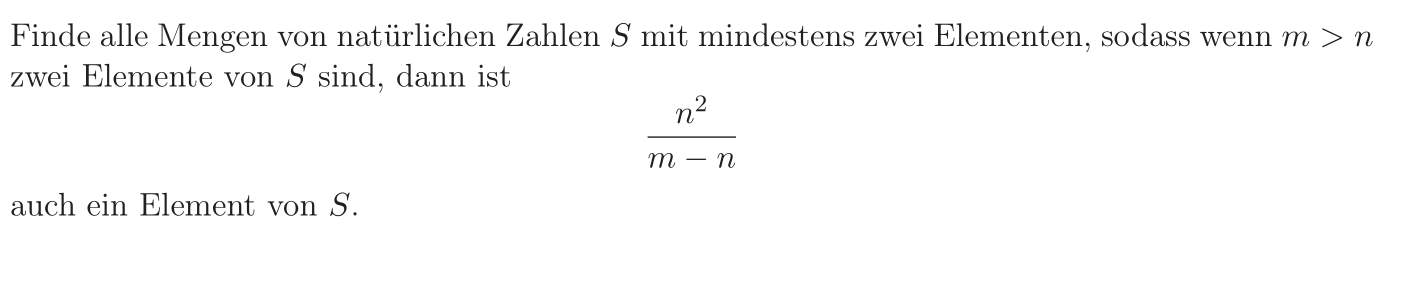 Finde alle Mengen von natürlichen Zahlen S mit mindestens zwei Elementen, sodass wenn m > n
zwei Elemente von S sind, dann ist
n²
m − n
auch ein Element von S.